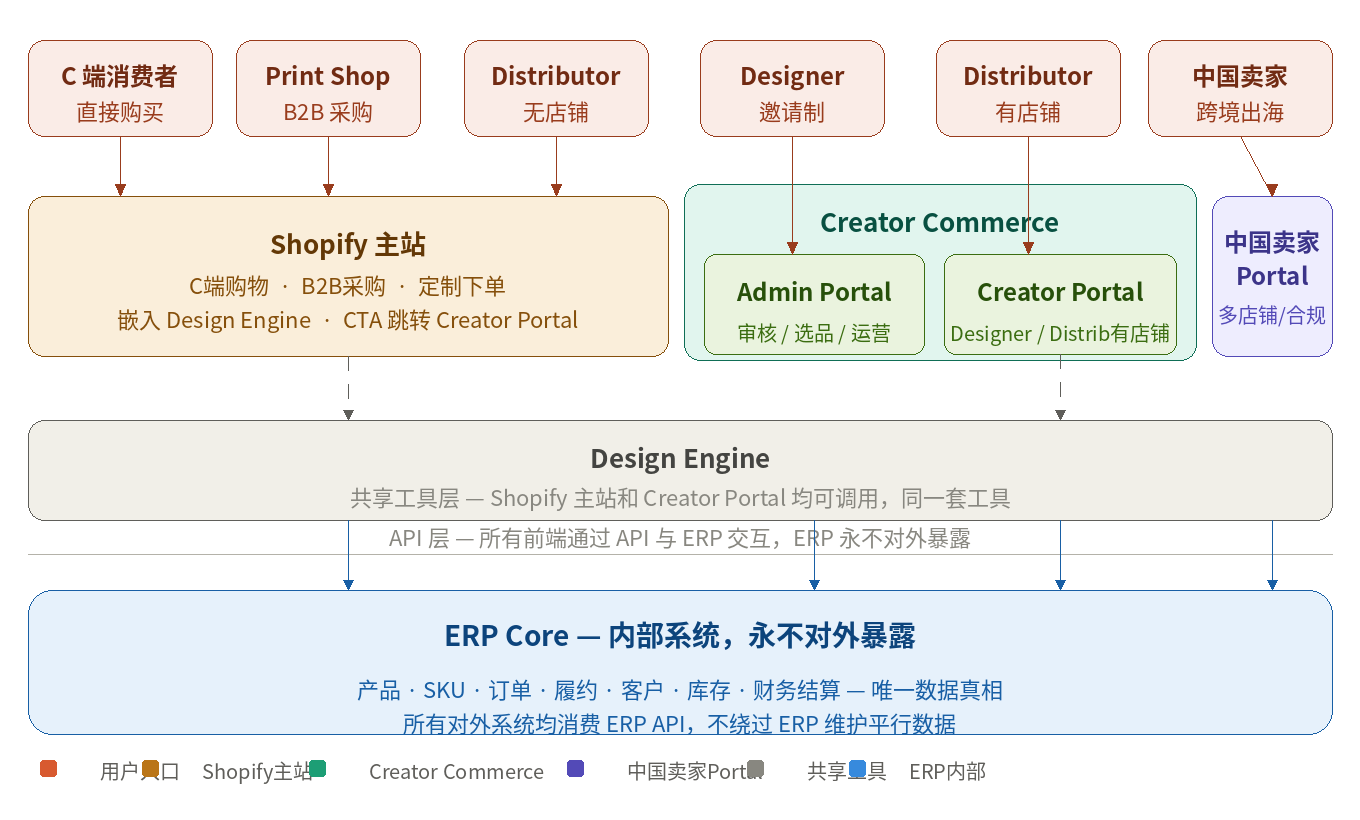 C 端消费者
直接购买
Print Shop
B2B 采购
Distributor
无店铺
Designer
邀请制
Distributor
有店铺
中国卖家
跨境出海
Shopify 主站
C端购物 · B2B采购 · 定制下单
嵌入 Design Engine · CTA 跳转 Creator Portal
Creator Commerce
Admin Portal
审核 / 选品 / 运营
Creator Portal
Designer / Distrib有店铺
中国卖家
Portal
多店铺/合规
Design Engine
共享工具层 — Shopify 主站和 Creator Portal 均可调用，同一套工具
API 层 — 所有前端通过 API 与 ERP 交互，ERP 永不对外暴露
ERP Core — 内部系统，永不对外暴露
产品 · SKU · 订单 · 履约 · 客户 · 库存 · 财务结算 — 唯一数据真相
所有对外系统均消费 ERP API，不绕过 ERP 维护平行数据
用户入口
Shopify主站
Creator Commerce
中国卖家Portal
共享工具
ERP内部